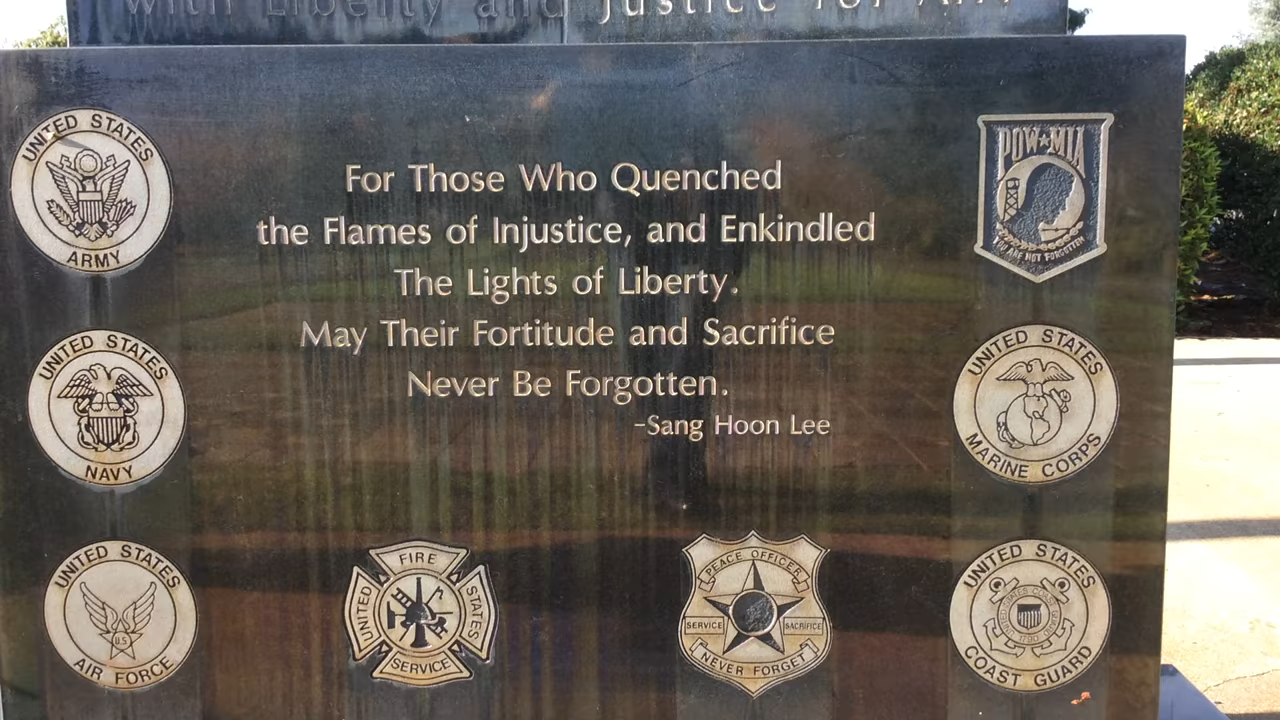 with Liberty and Justice for All."
UNITED STATES
ARMY
POW★MIA
YOU ARE NOT FORGOTTEN
For Those Who Quenched
the Flames of Injustice, and Enkindled
The Lights of Liberty.
May Their Fortitude and Sacrifice
Never Be Forgotten.
-Sang Hoon Lee
UNITED STATES
NAVY
UNITED STATES
MARINE CORPS
UNITED STATES
U.S.
AIR FORCE
FIRE
UNITED STATES
SERVICE
PEACE OFFICER
SERVICE SACRIFICE
NEVER FORGET
UNITED STATES
COAST GUARD